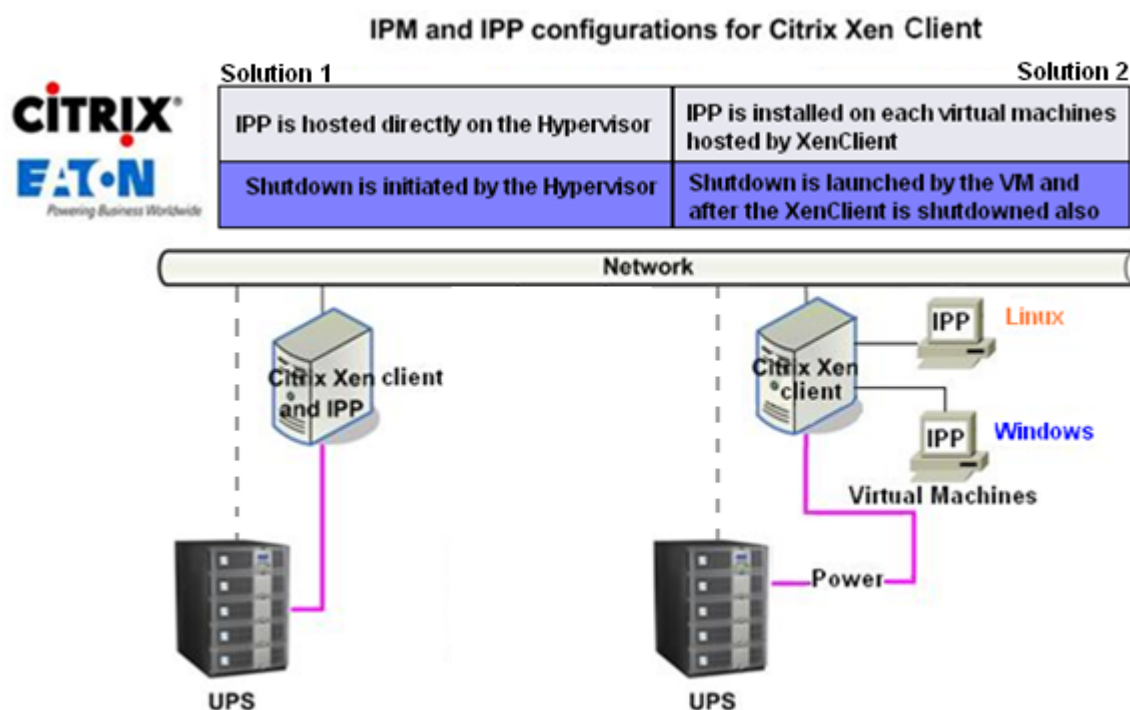 IPM and IPP configurations for Citrix Xen Client
Solution 1
Solution 2
CİTRIX®
EATON
Powering Business Worldwide
IPP is hosted directly on the Hypervisor
IPP is installed on each virtual machines
hosted by XenClient
Shutdown is initiated by the Hypervisor
Shutdown is launched by the VM and
after the XenClient is shutdowned also
Network
Citrix Xen client
and IPP
Citrix Xen
client
IPP
Linux
IPP
Windows
Virtual Machines
Power
UPS
UPS